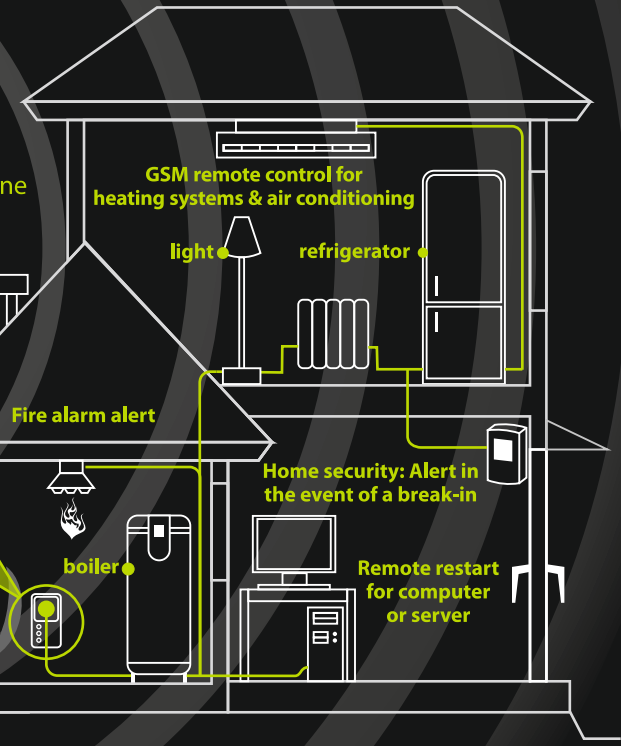 ne
GSM remote control for
heating systems & air conditioning
light
refrigerator
Fire alarm alert
Home security: Alert in
the event of a break-in
boiler
Remote restart
for computer
or server